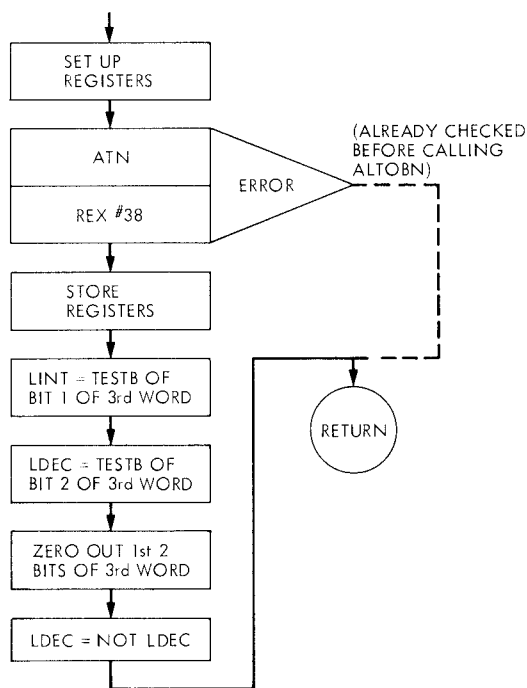 SET UP
REGISTERS
ATN
REX #38
ERROR
(ALREADY CHECKED
BEFORE CALLING
ALTOBN)
STORE
REGISTERS
LINT = TESTB OF
BIT 1 OF 3rd WORD
LDEC = TESTB OF
BIT 2 OF 3rd WORD
ZERO OUT 1st 2
BITS OF 3rd WORD
LDEC = NOT LDEC
RETURN